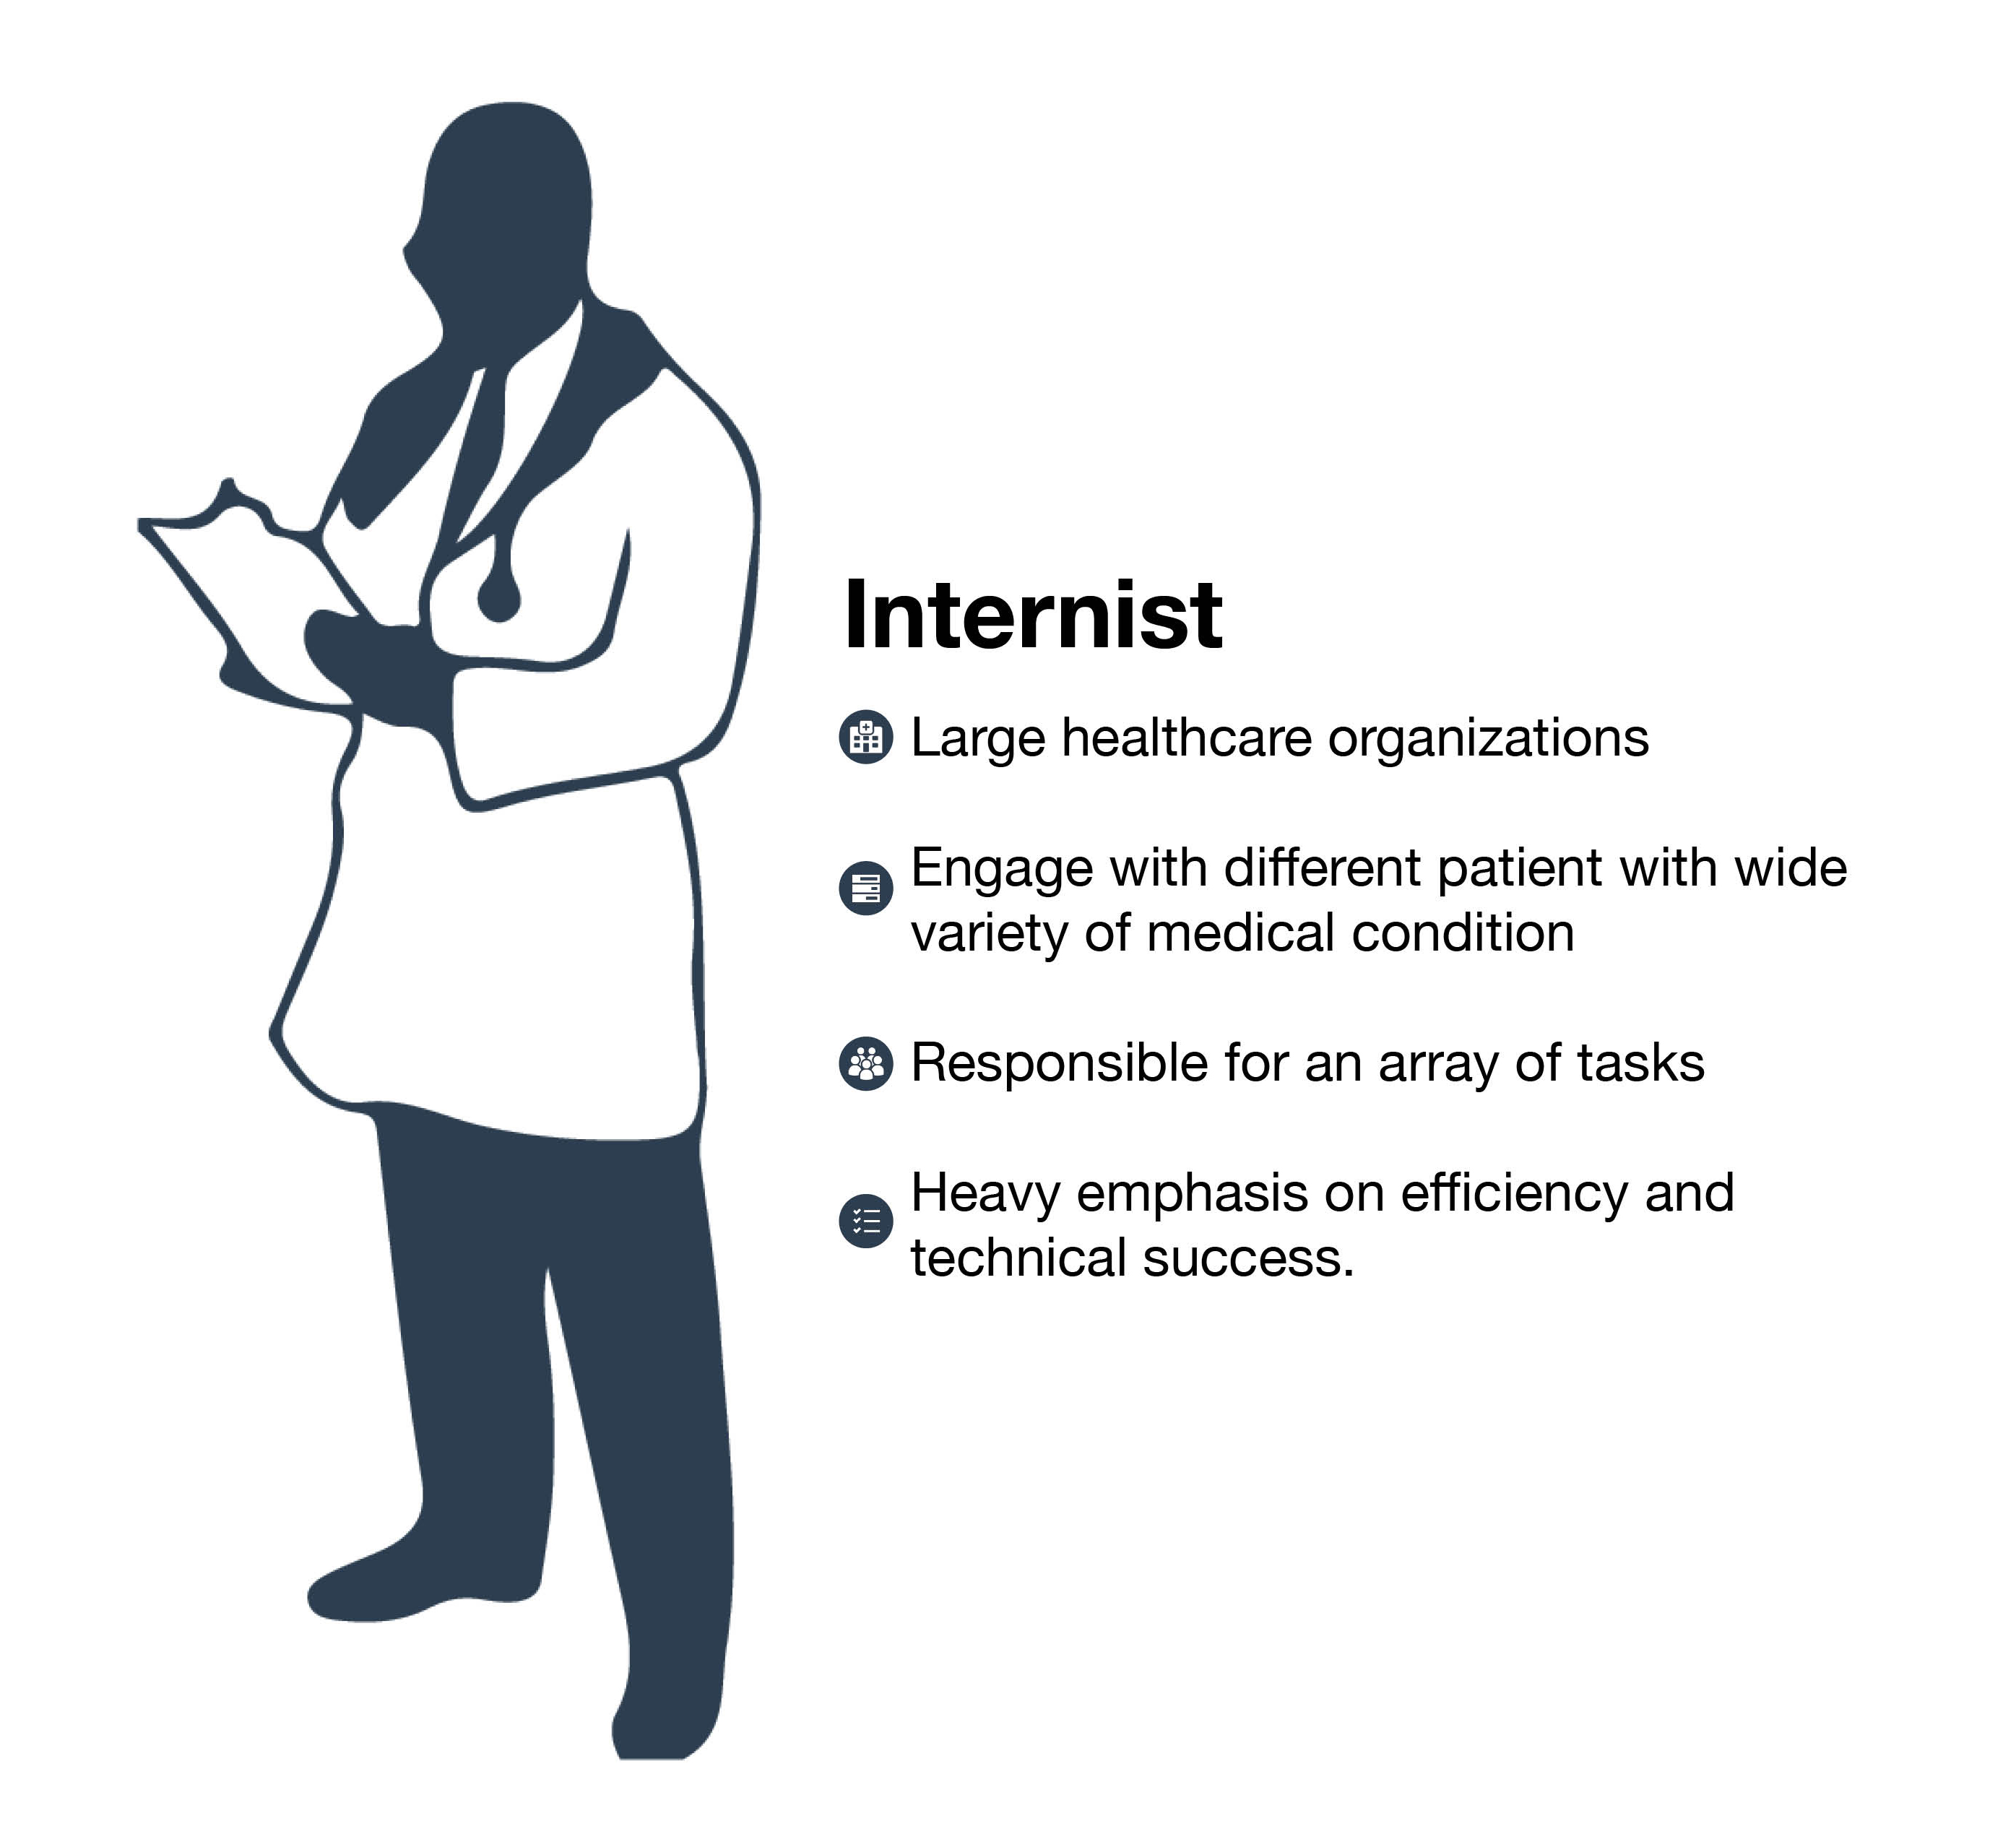 Internist
Large healthcare organizations
Engage with different patient with wide
variety of medical condition
Responsible for an array of tasks
Heavy emphasis on efficiency and
technical success.